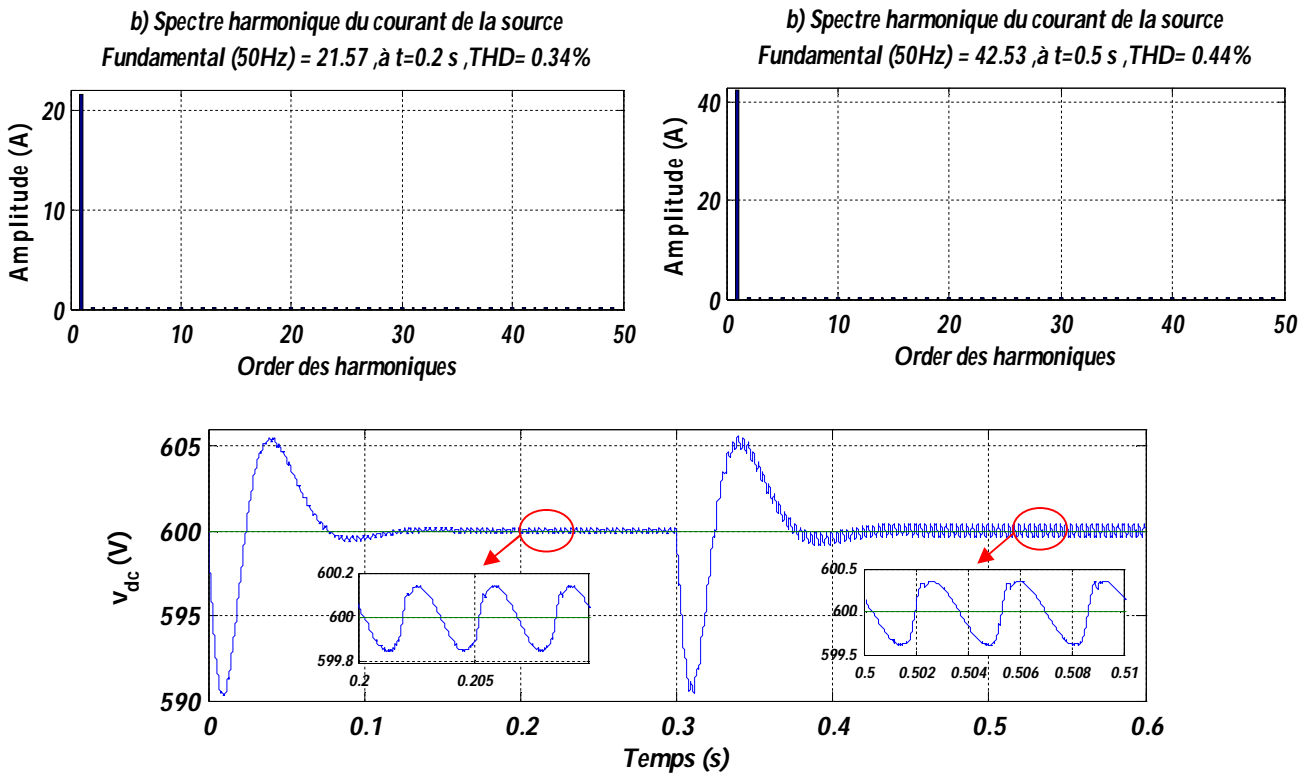 b) Spectre harmonique du courant de la source
Fundamental (50Hz) = 21.57 ,à t=0.2 s ,THD= 0.34%
20
10
0
Amplitude (A)
0 10 20 30 40 50
Order des harmoniques
b) Spectre harmonique du courant de la source
Fundamental (50Hz) = 42.53 ,à t=0.5 s ,THD= 0.44%
40
20
0
Amplitude (A)
0 10 20 30 40 50
Order des harmoniques
605
600
595
590
v_dc (V)
600.2
600
599.8
0.2 0.205
600.5
600
599.5
0.5 0.502 0.504 0.506 0.508 0.51
0 0.1 0.2 0.3 0.4 0.5 0.6
Temps (s)